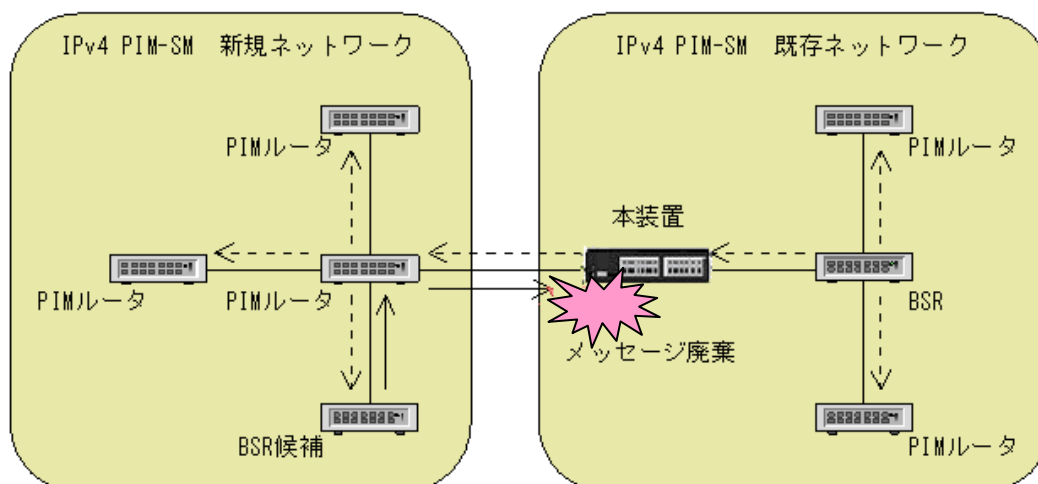 IPv4 PIM-SM 新規ネットワーク
IPv4 PIM-SM 既存ネットワーク
PIMルータ
PIMルータ
本装置
PIMルータ
PIMルータ
BSR
メッセージ廃棄
BSR候補
PIMルータ